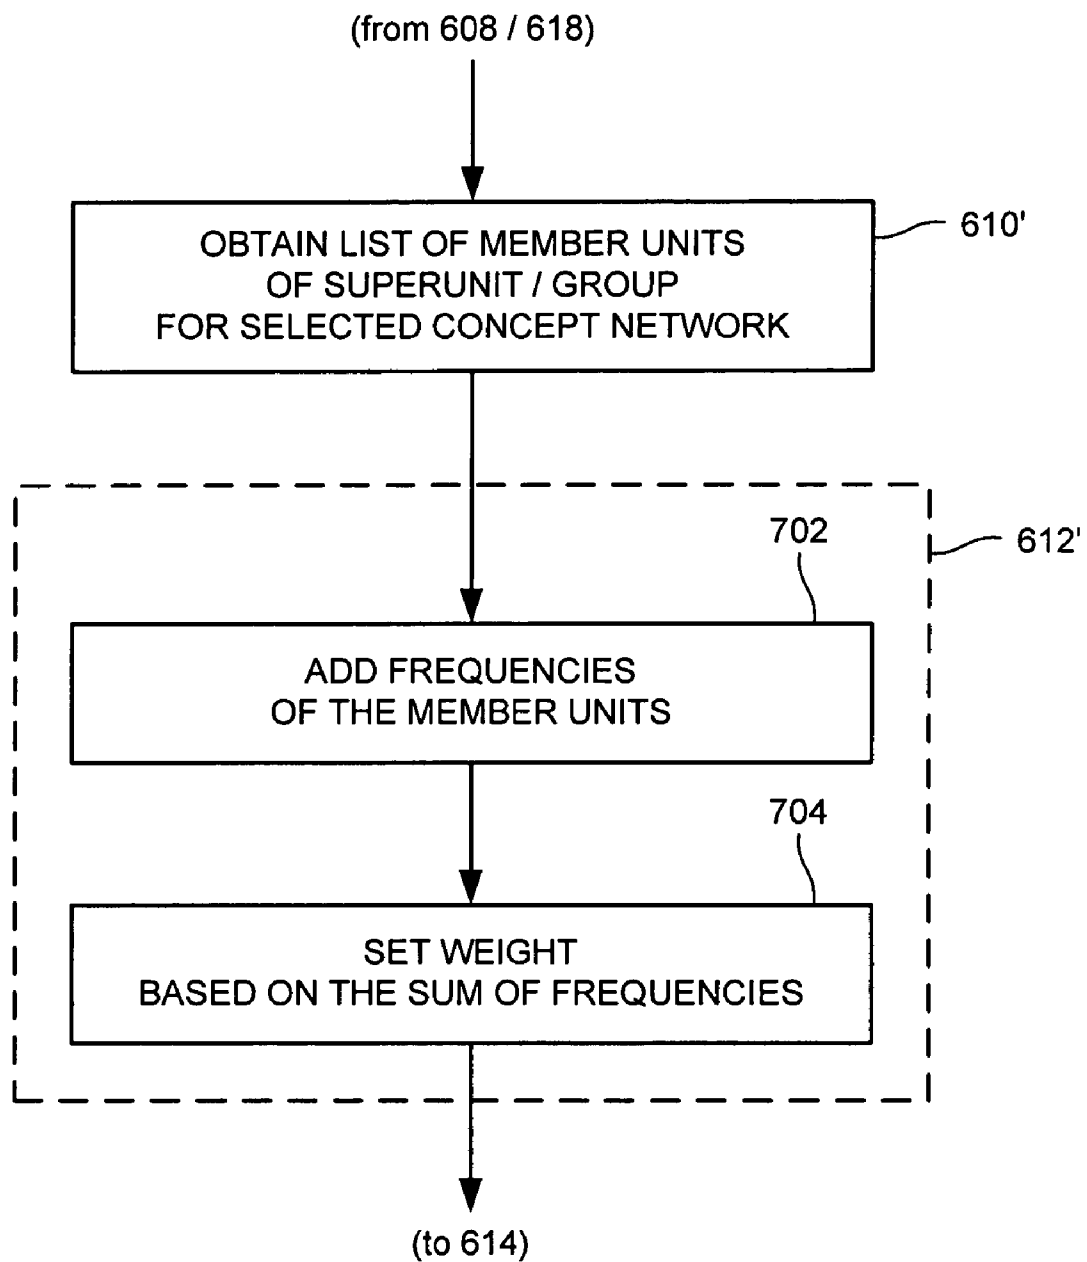 (from 608 / 618)
610'
OBTAIN LIST OF MEMBER UNITS
OF SUPERUNIT / GROUP
FOR SELECTED CONCEPT NETWORK
612'
702
ADD FREQUENCIES
OF THE MEMBER UNITS
704
SET WEIGHT
BASED ON THE SUM OF FREQUENCIES
(to 614)